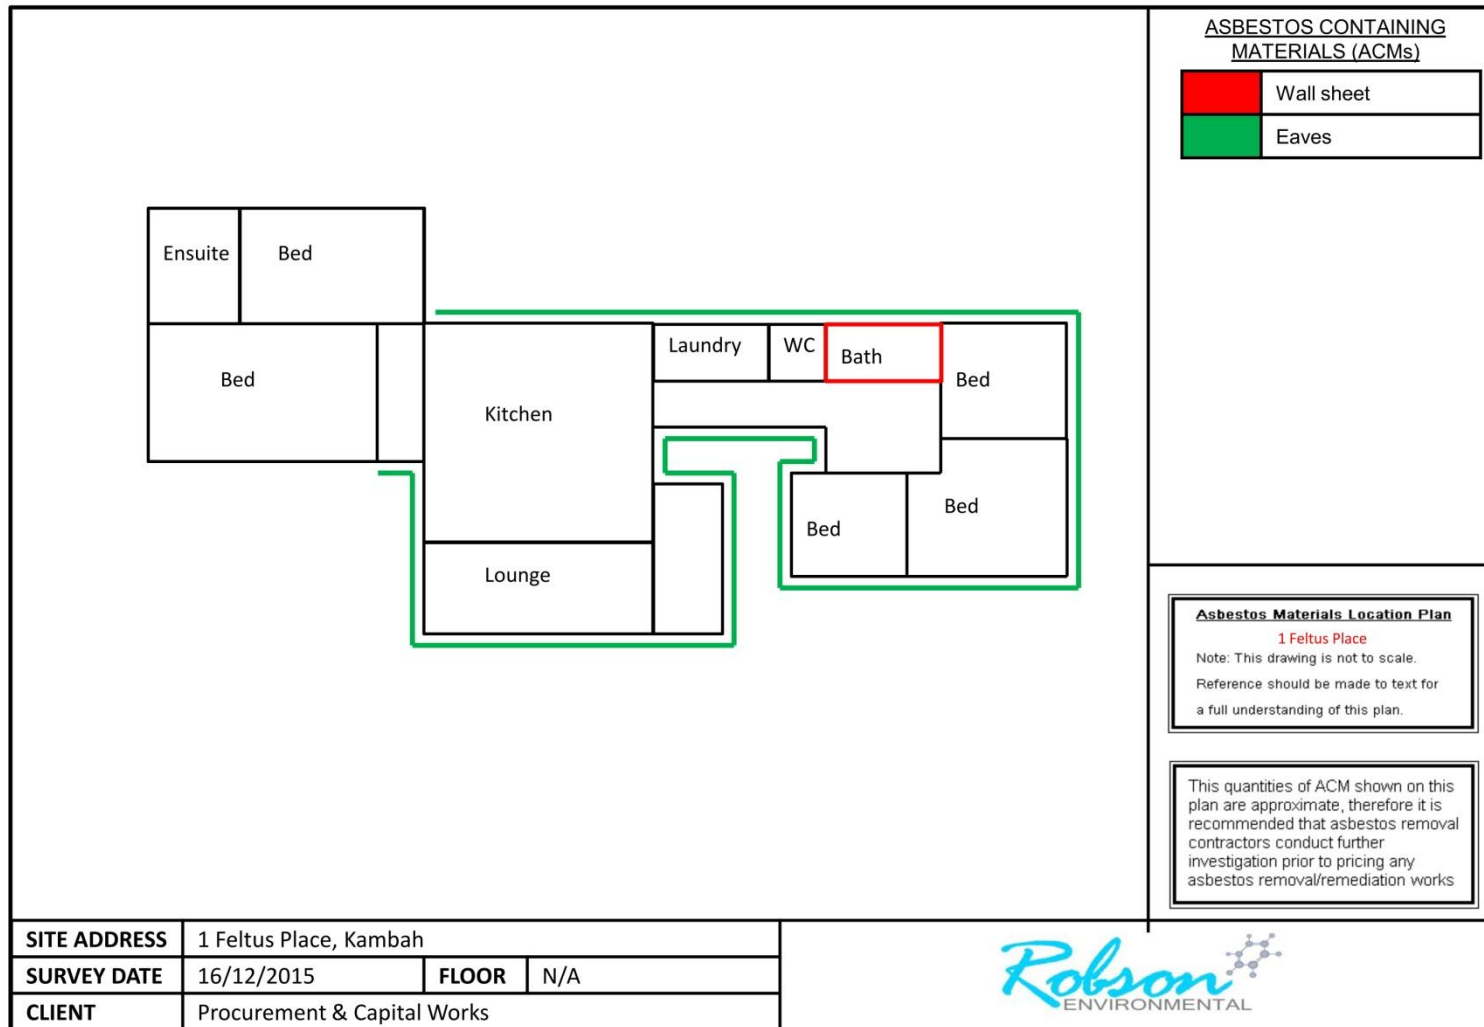 ASBESTOS CONTAINING
MATERIALS (ACMs)
Wall sheet
Eaves
Ensuite
Bed
Bed
Kitchen
Lounge
Laundry
WC
Bath
Bed
Bed
Bed
Asbestos Materials Location Plan
1 Feltus Place
Note: This drawing is not to scale.
Reference should be made to text for
a full understanding of this plan.
This quantities of ACM shown on this
plan are approximate, therefore it is
recommended that asbestos removal
contractors conduct further
investigation prior to pricing any
asbestos removal/remediation works
SITE ADDRESS 1 Feltus Place, Kambah
SURVEY DATE 16/12/2015 FLOOR N/A
CLIENT Procurement & Capital Works
Robson
ENVIRONMENTAL